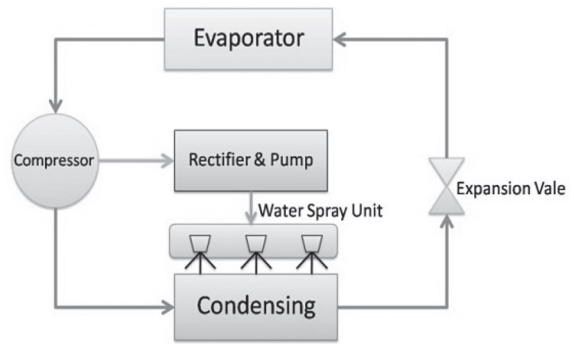 Evaporator
Compressor
Rectifier & Pump
Expansion Vale
Water Spray Unit
Condensing